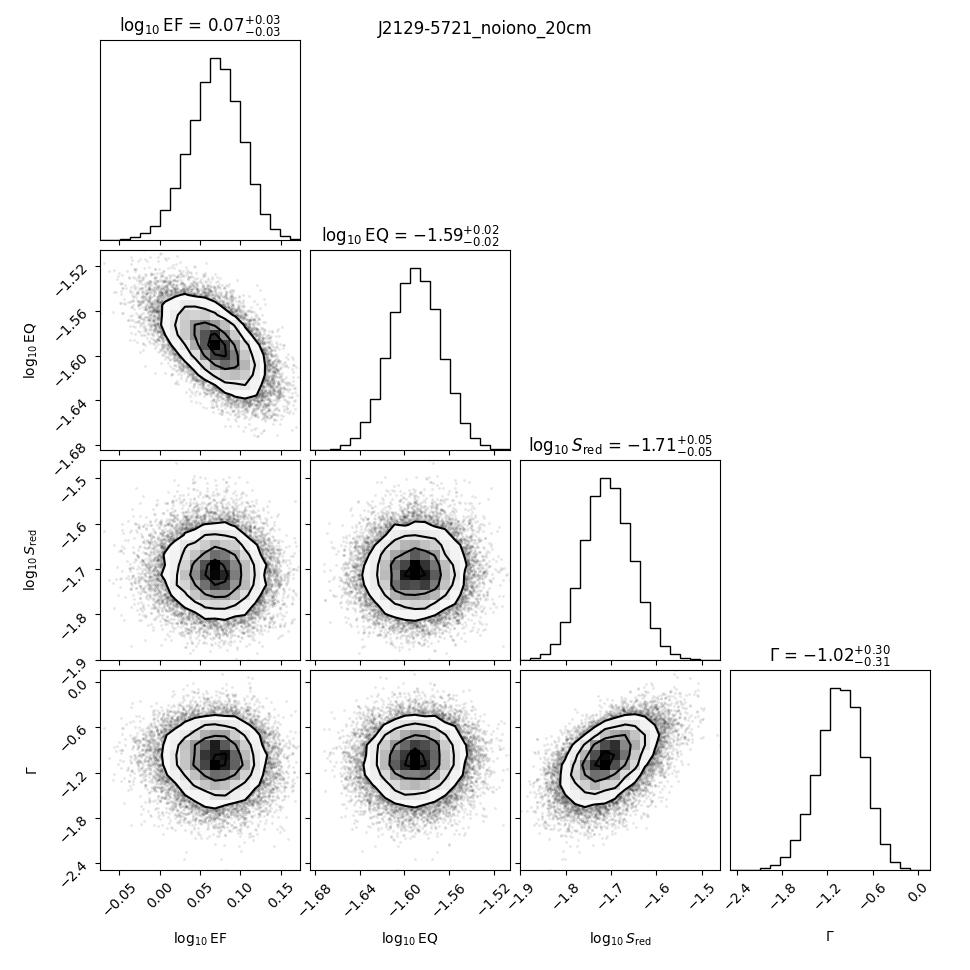 J2129-5721_noiono_20cm
log₁₀ EF = 0.07⁺⁰·⁰³₋₀.₀₃
log₁₀ EQ = −1.59⁺⁰·⁰²₋₀.₀₂
log₁₀ EQ
−1.52
−1.56
−1.60
−1.64
−1.68
log₁₀ S_red = −1.71⁺⁰·⁰⁵₋₀.₀₅
log₁₀ S_red
−1.5
−1.6
−1.7
−1.8
−1.9
Γ = −1.02⁺⁰·³⁰₋₀.₃₁
Γ
0.0
−0.6
−1.2
−1.8
−2.4
−0.05 0.00 0.05 0.10 0.15
−1.68 −1.64 −1.60 −1.56 −1.52
−1.9 −1.8 −1.7 −1.6 −1.5
−2.4 −1.8 −1.2 −0.6 0.0
log₁₀ EF
log₁₀ EQ
log₁₀ S_red
Γ